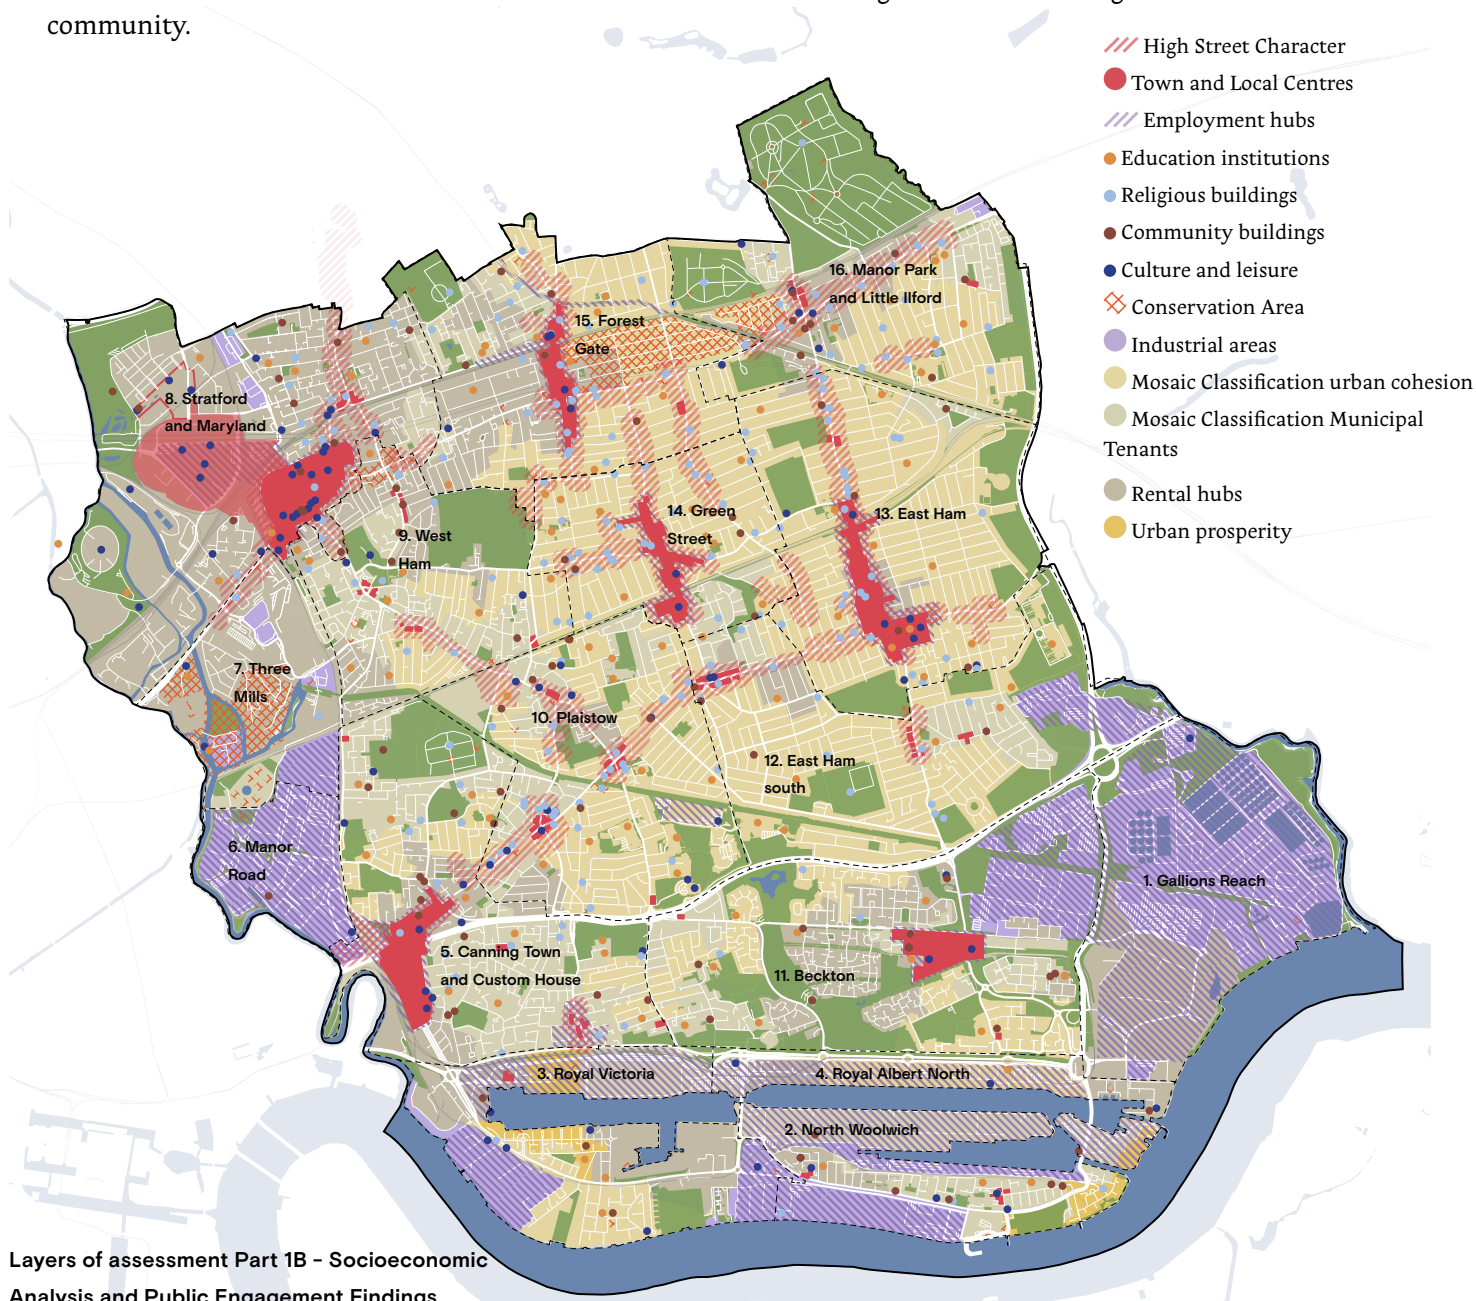 community.
High Street Character
Town and Local Centres
Employment hubs
Education institutions
Religious buildings
Community buildings
Culture and leisure
Conservation Area
Industrial areas
Mosaic Classification urban cohesion
Mosaic Classification Municipal
Tenants
Rental hubs
Urban prosperity
16. Manor Park
and Little Ilford
15. Forest
Gate
8. Stratford
and Maryland
14. Green
Street
13. East Ham
9. West
Ham
7. Three
Mills
10. Plaistow
12. East Ham
south
6. Manor
Road
1. Gallions Reach
5. Canning Town
and Custom House
11. Beckton
3. Royal Victoria
4. Royal Albert North
2. North Woolwich
Layers of assessment Part 1B - Socioeconomic
Analysis and Public Engagement Findings